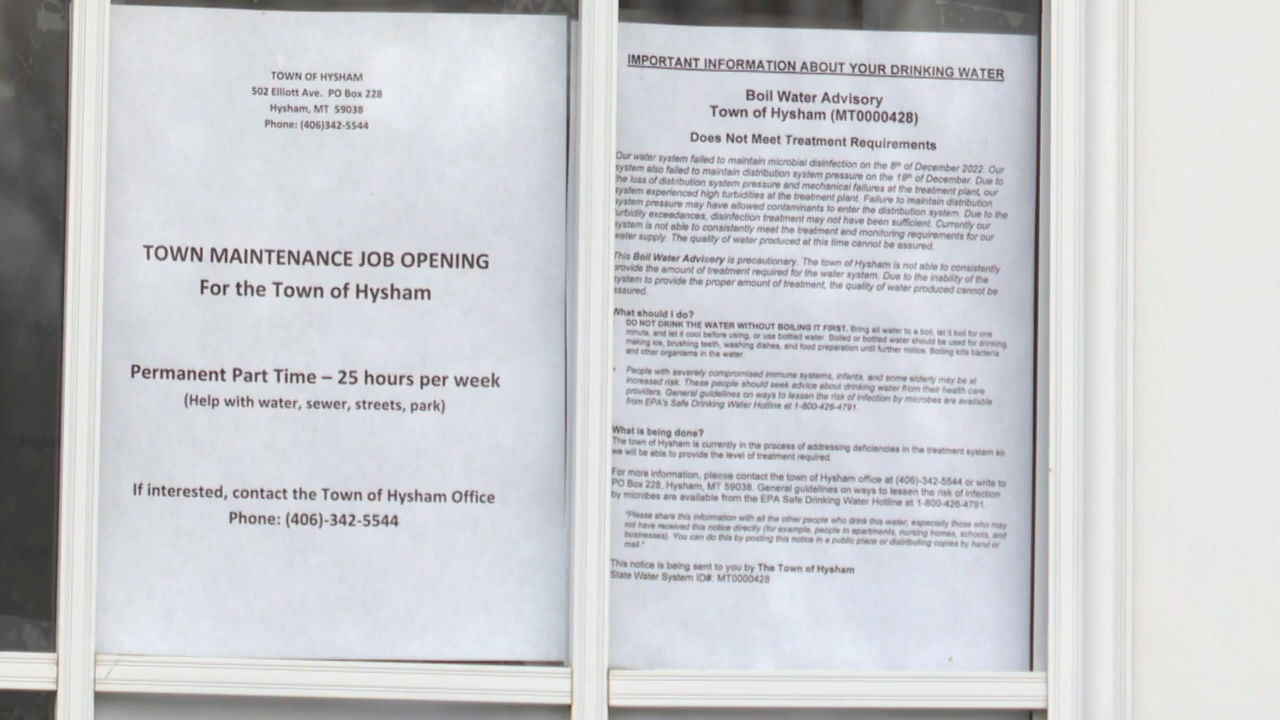 TOWN OF HYSHAM
502 Elliott Ave. PO Box 228
Hysham, MT 59038
Phone: (406)342-5544
TOWN MAINTENANCE JOB OPENING
For the Town of Hysham
Permanent Part Time – 25 hours per week
(Help with water, sewer, streets, park)
If interested, contact the Town of Hysham Office
Phone: (406)-342-5544
IMPORTANT INFORMATION ABOUT YOUR DRINKING WATER
Boil Water Advisory
Town of Hysham (MT0000428)
Does Not Meet Treatment Requirements
Our water system failed to maintain microbial disinfection on the 8th of December 2022. Our
system also failed to maintain distribution system pressure on the 18th of December. Due to
the loss of distribution system pressure and mechanical failures at the treatment plant, our
system experienced high turbidities at the treatment plant. Failure to maintain distribution
system pressure may have allowed contaminants to enter the distribution system. Due to the
turbidity exceedances, disinfection treatment may not have been sufficient. Currently our
system is not able to consistently meet the treatment and monitoring requirements for our
water supply. The quality of water produced at this time cannot be assured.
This Boil Water Advisory is precautionary. The town of Hysham is not able to consistently
provide the amount of treatment required for the water system. Due to the inability of the
system to provide the proper amount of treatment, the quality of water produced cannot be
assured.
What should I do?
DO NOT DRINK THE WATER WITHOUT BOILING IT FIRST. Bring all water to a boil, let it boil for one
minute, and let it cool before using, or use bottled water. Boiled or bottled water should be used for drinking,
making ice, brushing teeth, washing dishes, and food preparation until further notice. Boiling kills bacteria
and other organisms in the water.
• People with severely compromised immune systems, infants, and some elderly may be at
increased risk. These people should seek advice about drinking water from their health care
providers. General guidelines on ways to lessen the risk of infection by microbes are available
from EPA's Safe Drinking Water Hotline at 1-800-426-4791.
What is being done?
The town of Hysham is currently in the process of addressing deficiencies in the treatment system so
we will be able to provide the level of treatment required.
For more information, please contact the town of Hysham office at (406)-342-5544 or write to
PO Box 228, Hysham, MT 59038. General guidelines on ways to lessen the risk of infection
by microbes are available from the EPA Safe Drinking Water Hotline at 1-800-426-4791.
"Please share this information with all the other people who drink this water, especially those who may
not have received this notice directly (for example, people in apartments, nursing homes, schools, and
businesses). You can do this by posting this notice in a public place or distributing copies by hand or
mail."
This notice is being sent to you by The Town of Hysham
State Water System ID#: MT0000428